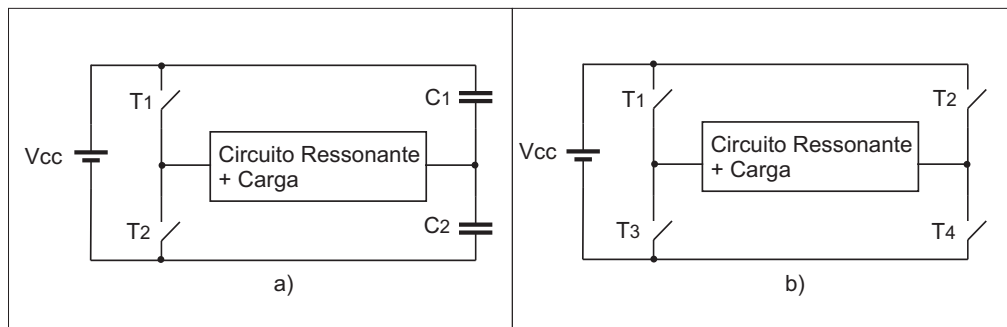 T1
C1
Vcc
Circuito Ressonante
+ Carga
T2
C2
a)
T1
T2
Vcc
Circuito Ressonante
+ Carga
T3
T4
b)